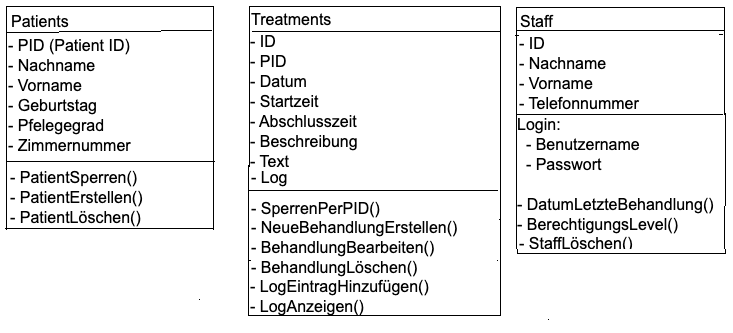 Patients
- PID (Patient ID)
- Nachname
- Vorname
- Geburtstag
- Pfelegegrad
- Zimmernummer
- PatientSperren()
- PatientErstellen()
- PatientLöschen()
Treatments
- ID
- PID
- Datum
- Startzeit
- Abschlusszeit
- Beschreibung
- Text
- Log
- SperrenPerPID()
- NeueBehandlungErstellen()
- BehandlungBearbeiten()
- BehandlungLöschen()
- LogEintragHinzufügen()
- LogAnzeigen()
Staff
- ID
- Nachname
- Vorname
- Telefonnummer
Login:
- Benutzername
- Passwort
- DatumLetzteBehandlung()
- BerechtigungsLevel()
- StaffLöschen()